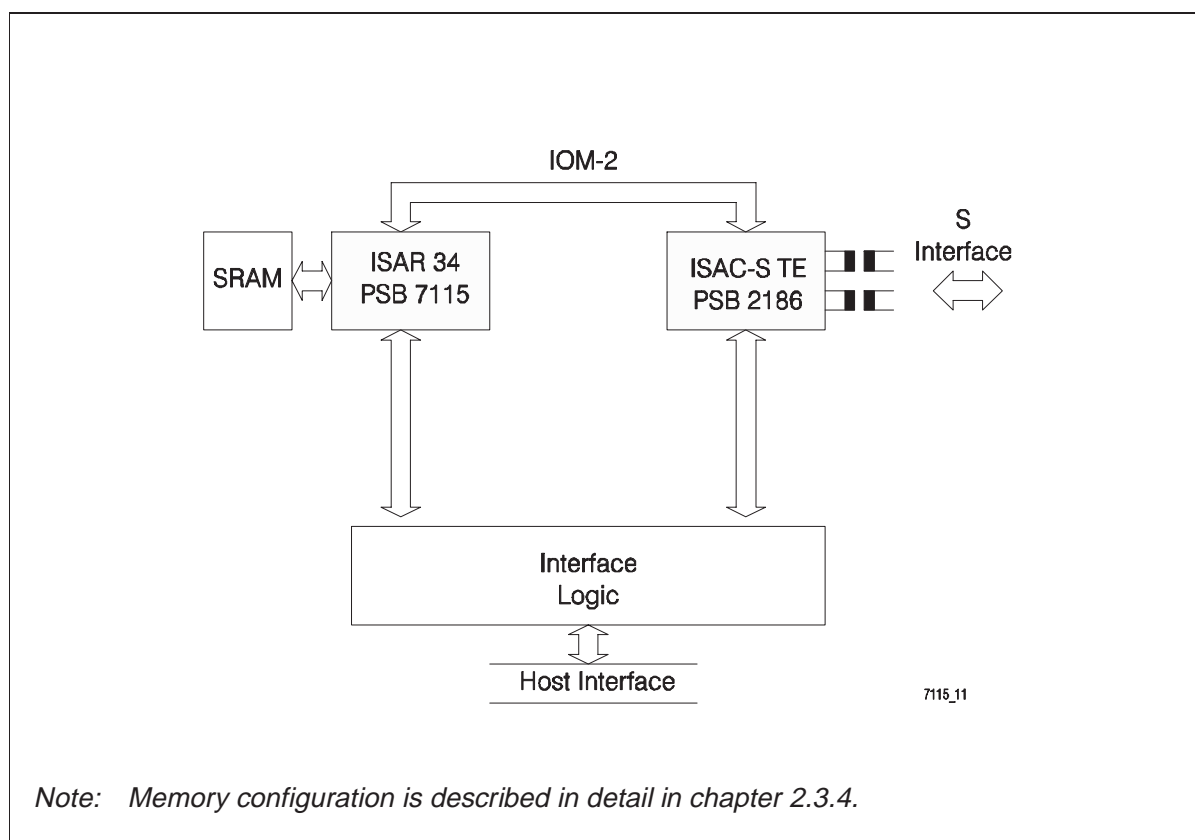 IOM-2
S
Interface
SRAM
ISAR 34
PSB 7115
ISAC-S TE
PSB 2186
Interface
Logic
Host Interface
7115_11
Note: Memory configuration is described in detail in chapter 2.3.4.